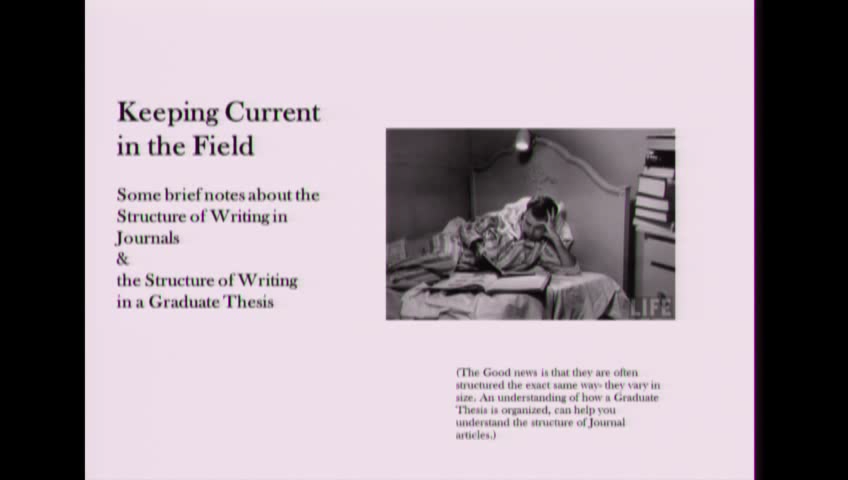 Keeping Current
in the Field
Some brief notes about the
Structure of Writing in
Journals
&
the Structure of Writing
in a Graduate Thesis
LIFE
(The Good news is that they are often
structured the exact same way- they vary in
size. An understanding of how a Graduate
Thesis is organized, can help you
understand the structure of Journal
articles.)